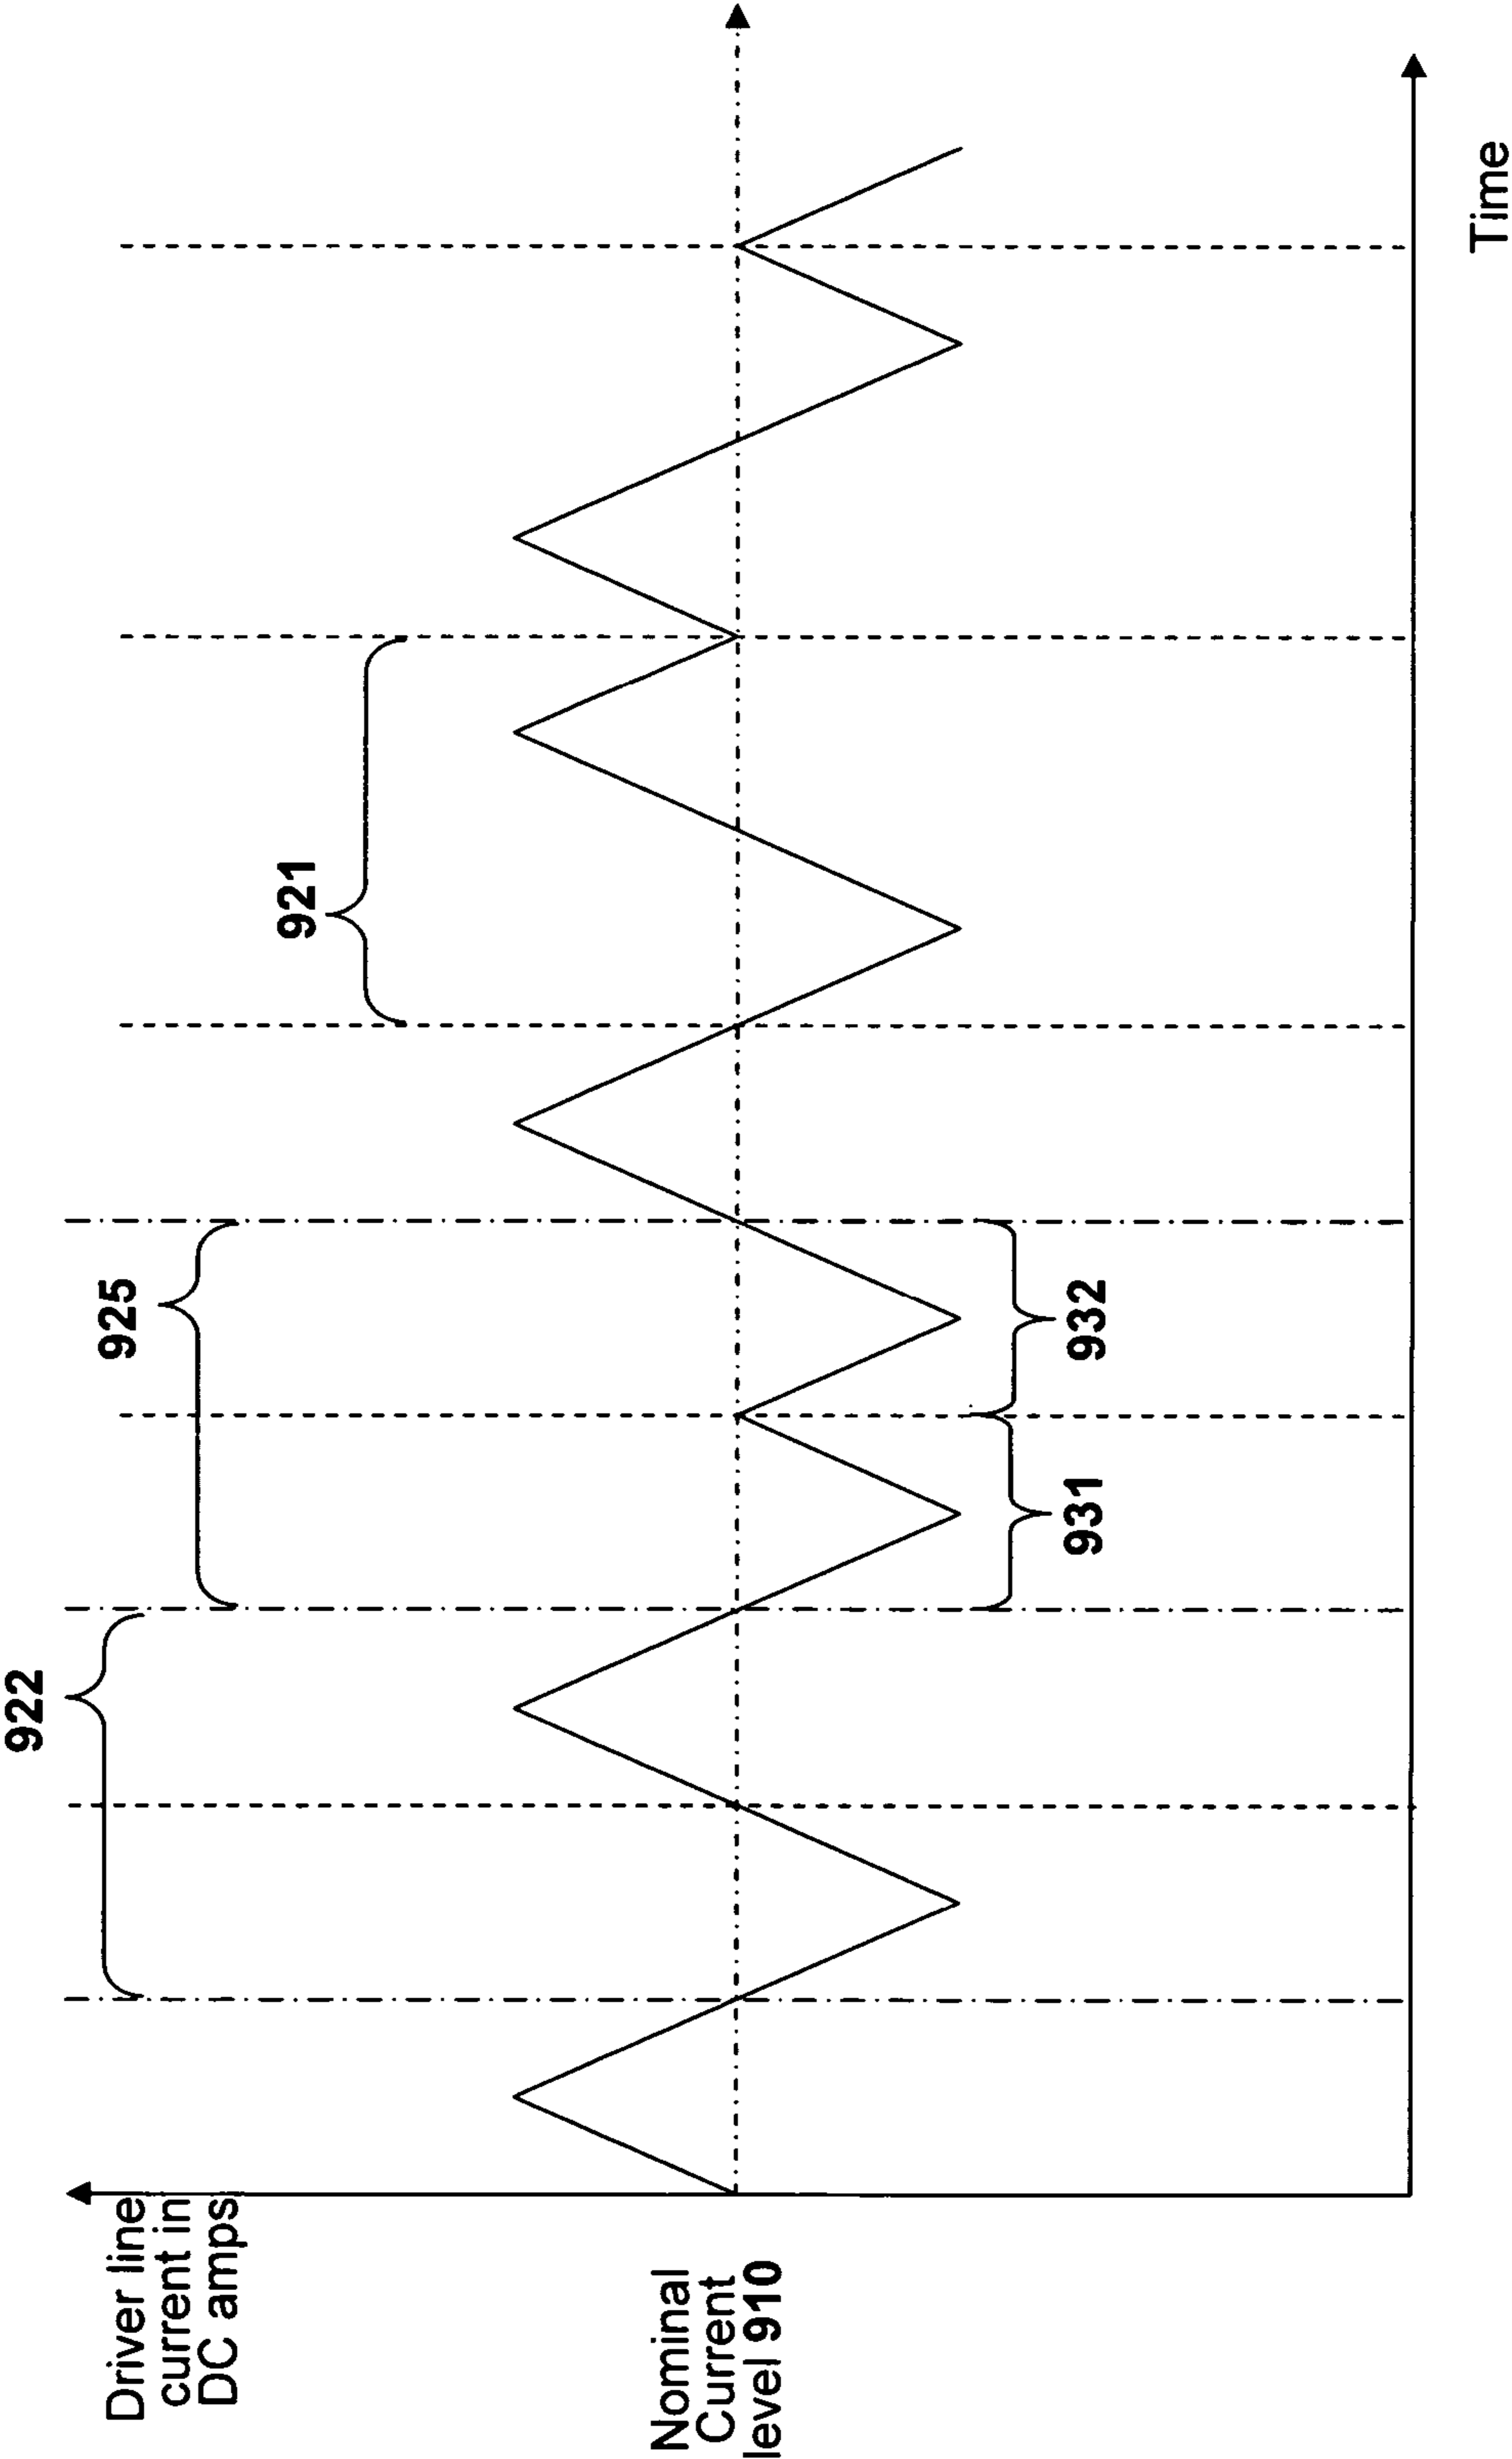 Driver line
current in
DC amps
922
925
921
Nominal
Current
level 910
931
932
Time